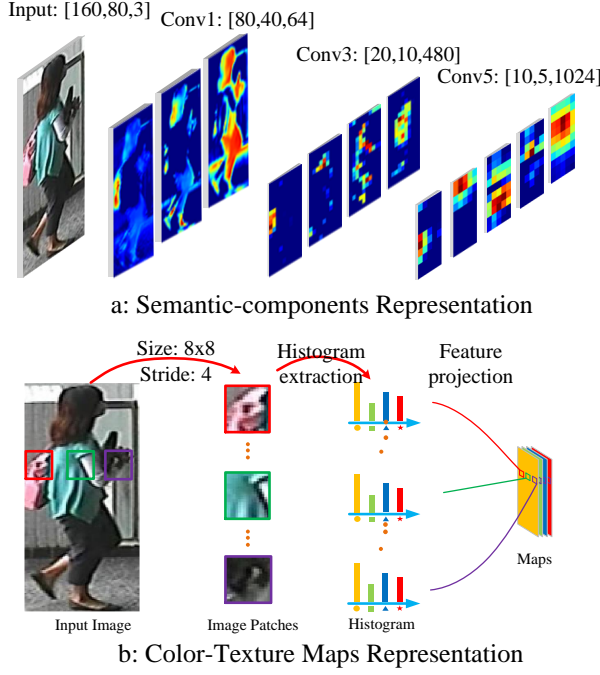 Input: [160,80,3]
Conv1: [80,40,64]
Conv3: [20,10,480]
Conv5: [10,5,1024]
a: Semantic-components Representation
Size: 8x8
Stride: 4
Histogram
extraction
Feature
projection
Maps
Input Image
Image Patches
Histogram
b: Color-Texture Maps Representation